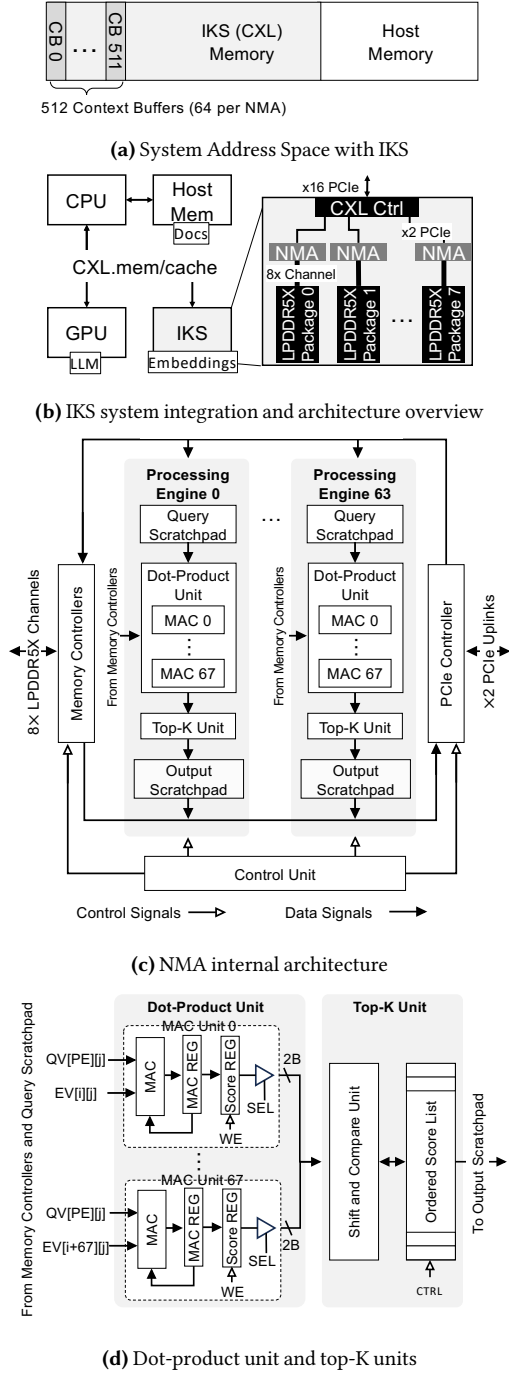 CB 0
...
CB 511
IKS (CXL)
Memory
Host
Memory
512 Context Buffers (64 per NMA)
(a) System Address Space with IKS
CPU
Host
Mem
Docs
CXL.mem/cache
GPU
LLM
IKS
Embeddings
x16 PCIe
CXL Ctrl
x2 PCIe
NMA
NMA
NMA
8x Channel
LPDDR5X
Package 0
LPDDR5X
Package 1
...
LPDDR5X
Package 7
(b) IKS system integration and architecture overview
Processing
Engine 0
Query
Scratchpad
Dot-Product
Unit
MAC 0
MAC 67
Top-K Unit
Output
Scratchpad
...
Processing
Engine 63
Query
Scratchpad
Dot-Product
Unit
MAC 0
MAC 67
Top-K Unit
Output
Scratchpad
8× LPDDR5X Channels
Memory Controllers
From Memory Controllers
From Memory Controllers
PCIe Controller
×2 PCIe Uplinks
Control Unit
Control Signals
Data Signals
(c) NMA internal architecture
From Memory Controllers and Query Scratchpad
Dot-Product Unit
MAC Unit 0
QV[PE][j]
EV[i][j]
MAC
MAC REG
Score REG
WE
SEL
2B
MAC Unit 67
QV[PE][j]
EV[i+67][j]
MAC
MAC REG
Score REG
WE
SEL
2B
Top-K Unit
Shift and Compare Unit
Ordered Score List
CTRL
To Output Scratchpad
(d) Dot-product unit and top-K units